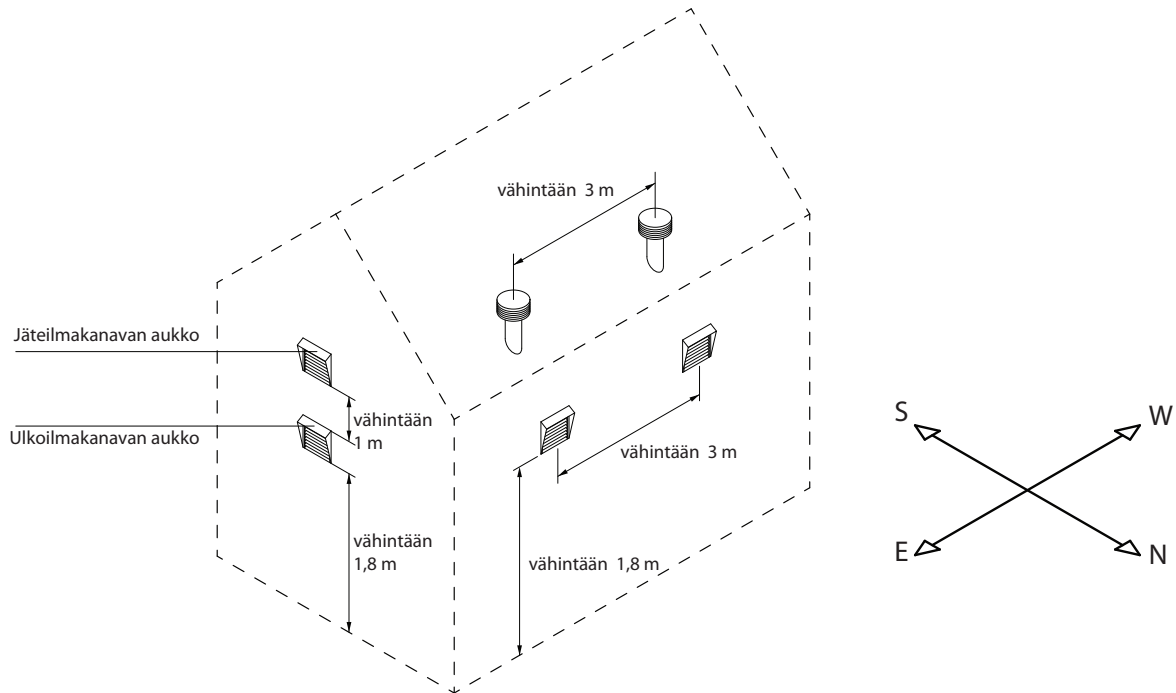 vähintään 3 m
Jäteilmakanavan aukko
vähintään
1 m
Ulkoilmakanavan aukko
vähintään 3 m
vähintään
1,8 m
vähintään 1,8 m
S
W
E
N